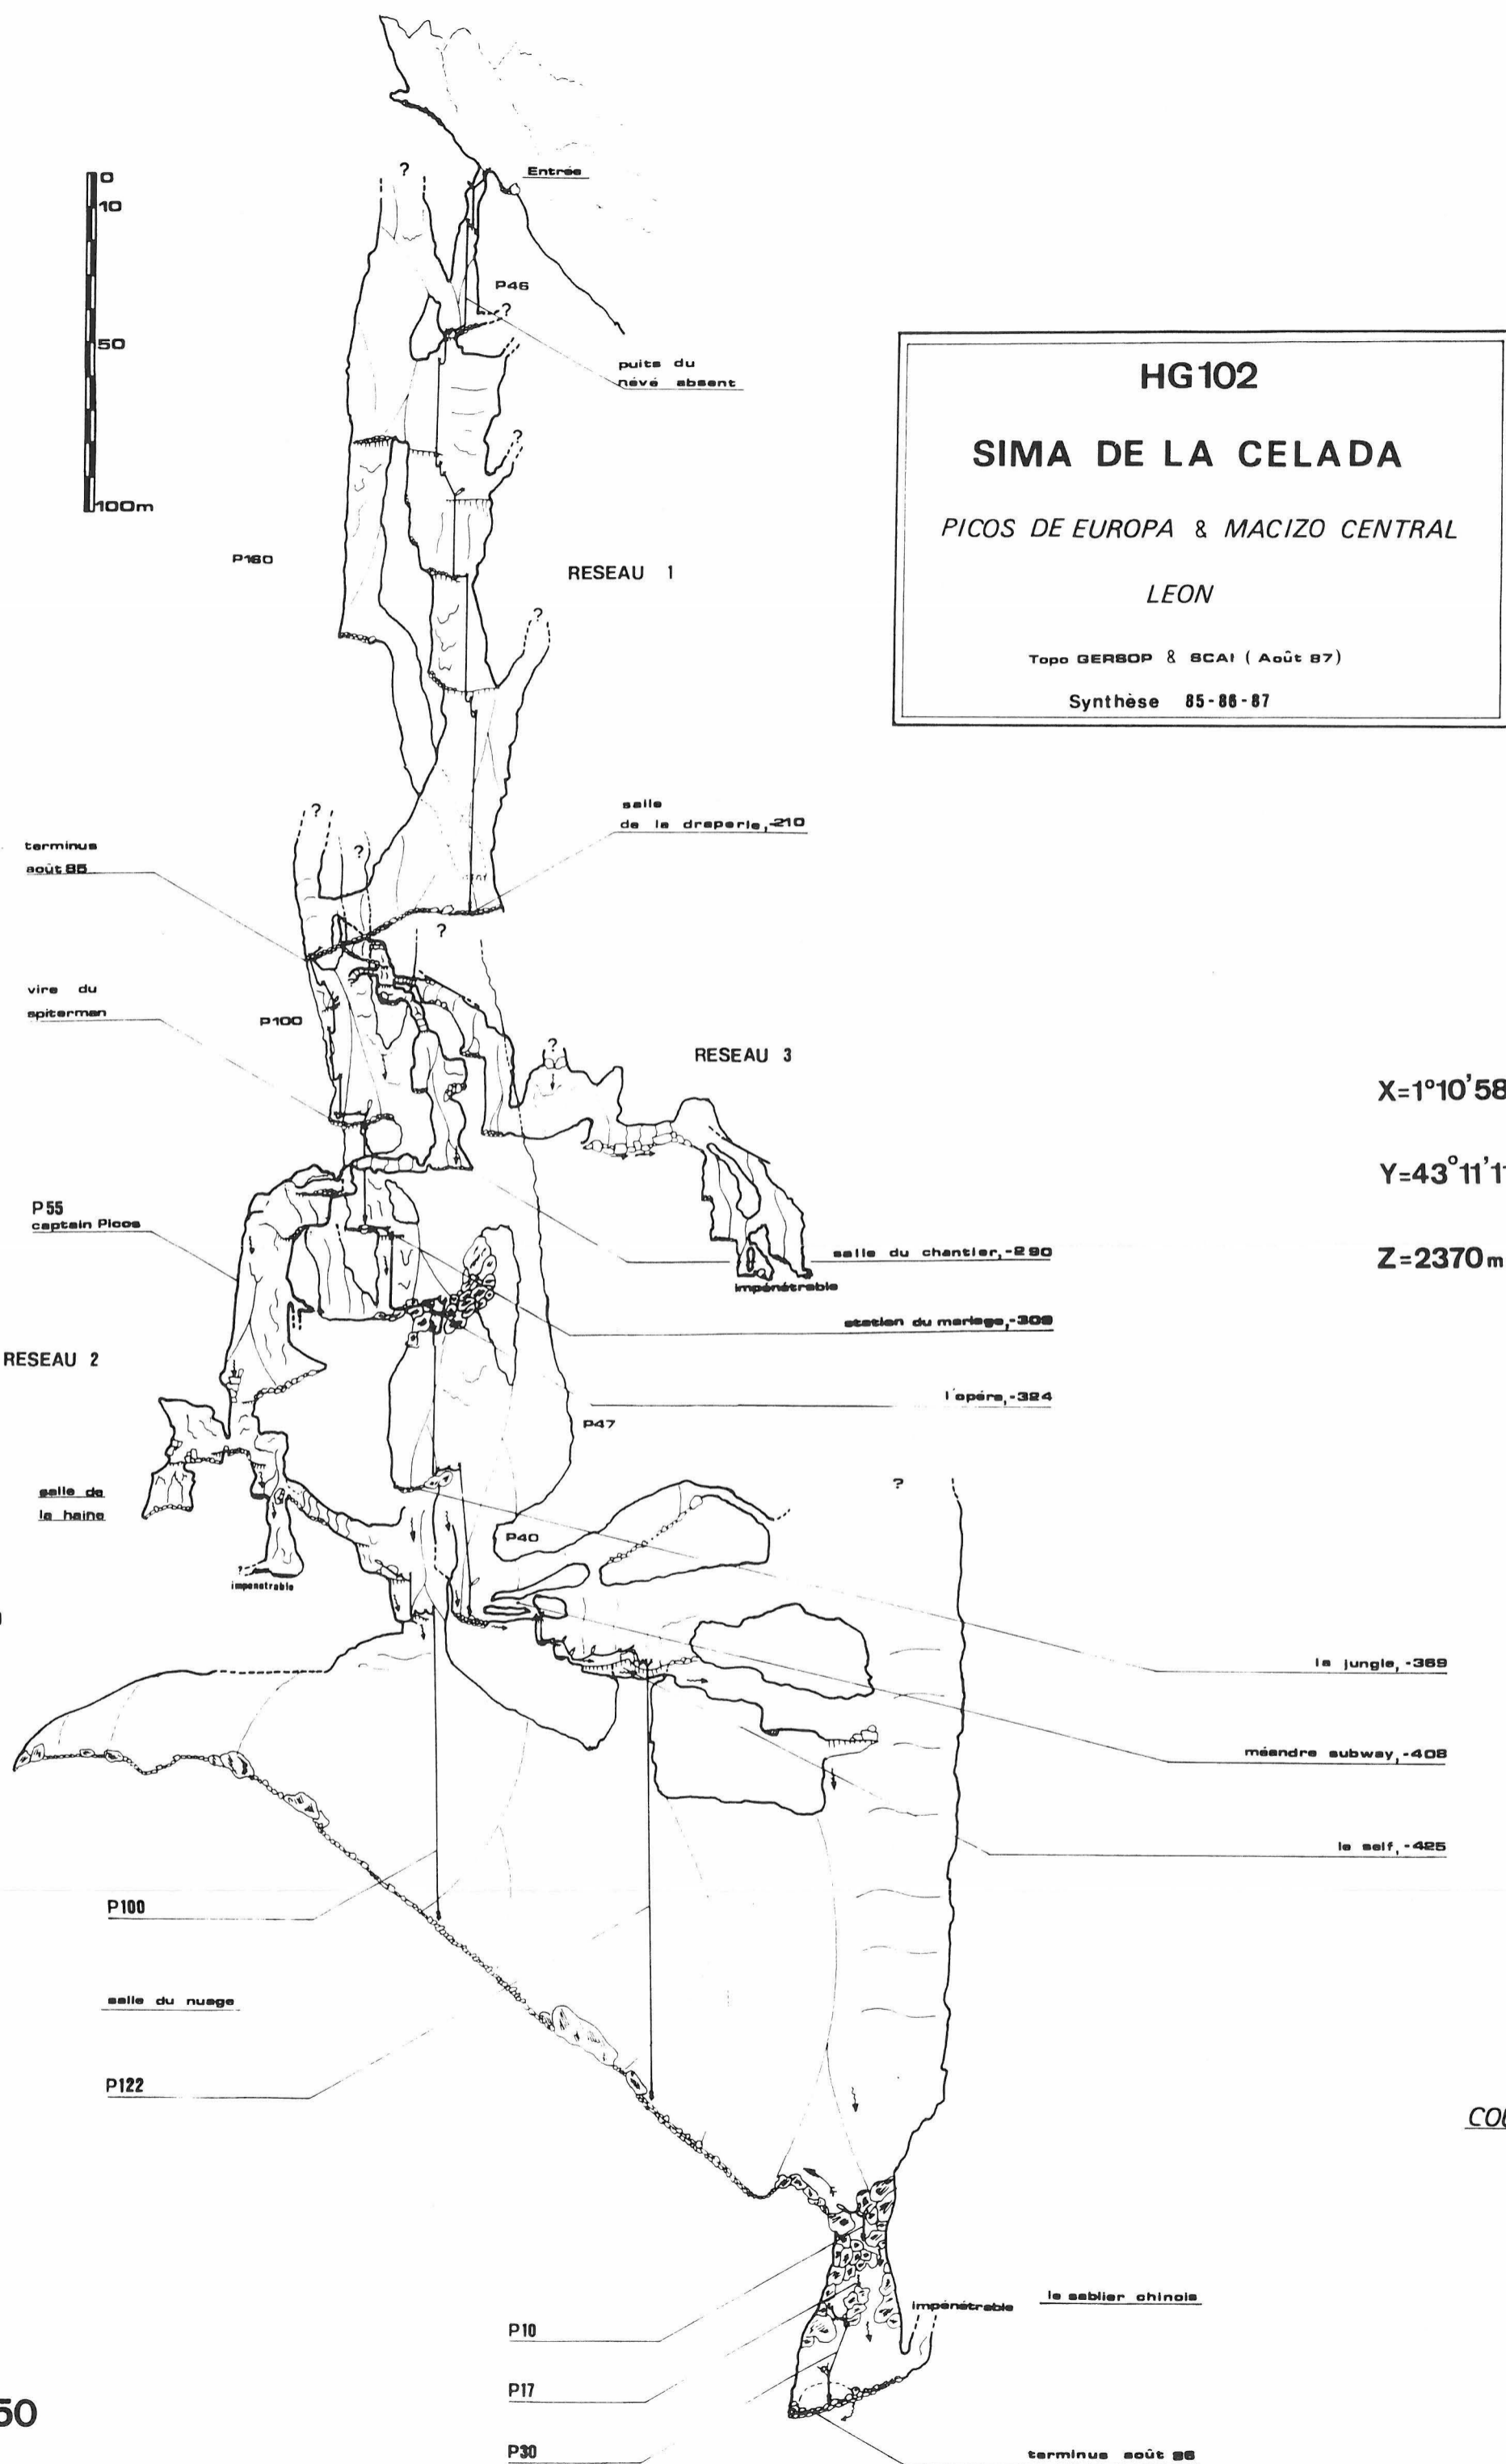 Entrée
?
0
10
50
100m
P46
?
puits du
névé absent
?
HG102
SIMA DE LA CELADA
PICOS DE EUROPA & MACIZO CENTRAL
LEON
Topo GERSOP & SCAI ( Août 87)
Synthèse 85-86-87
P160
RESEAU 1
?
salle
de la draperie,-210
?
?
terminus
août 85
?
vire du
spiterman
P100
?
RESEAU 3
X=1°10'58
Y=43°11'1
Z=2370m
P55
captain Picos
salle du chantier,-290
impénétrable
station du mariage,-309
RESEAU 2
l'opéra,-324
P47
salle de
la haine
?
P40
?
impénétrable
la jungle, -369
méandre subway,-408
le self, -425
P100
salle du nuage
P122
COU
impénétrable
le sablier chinois
P10
P17
50
P30
terminus août 86